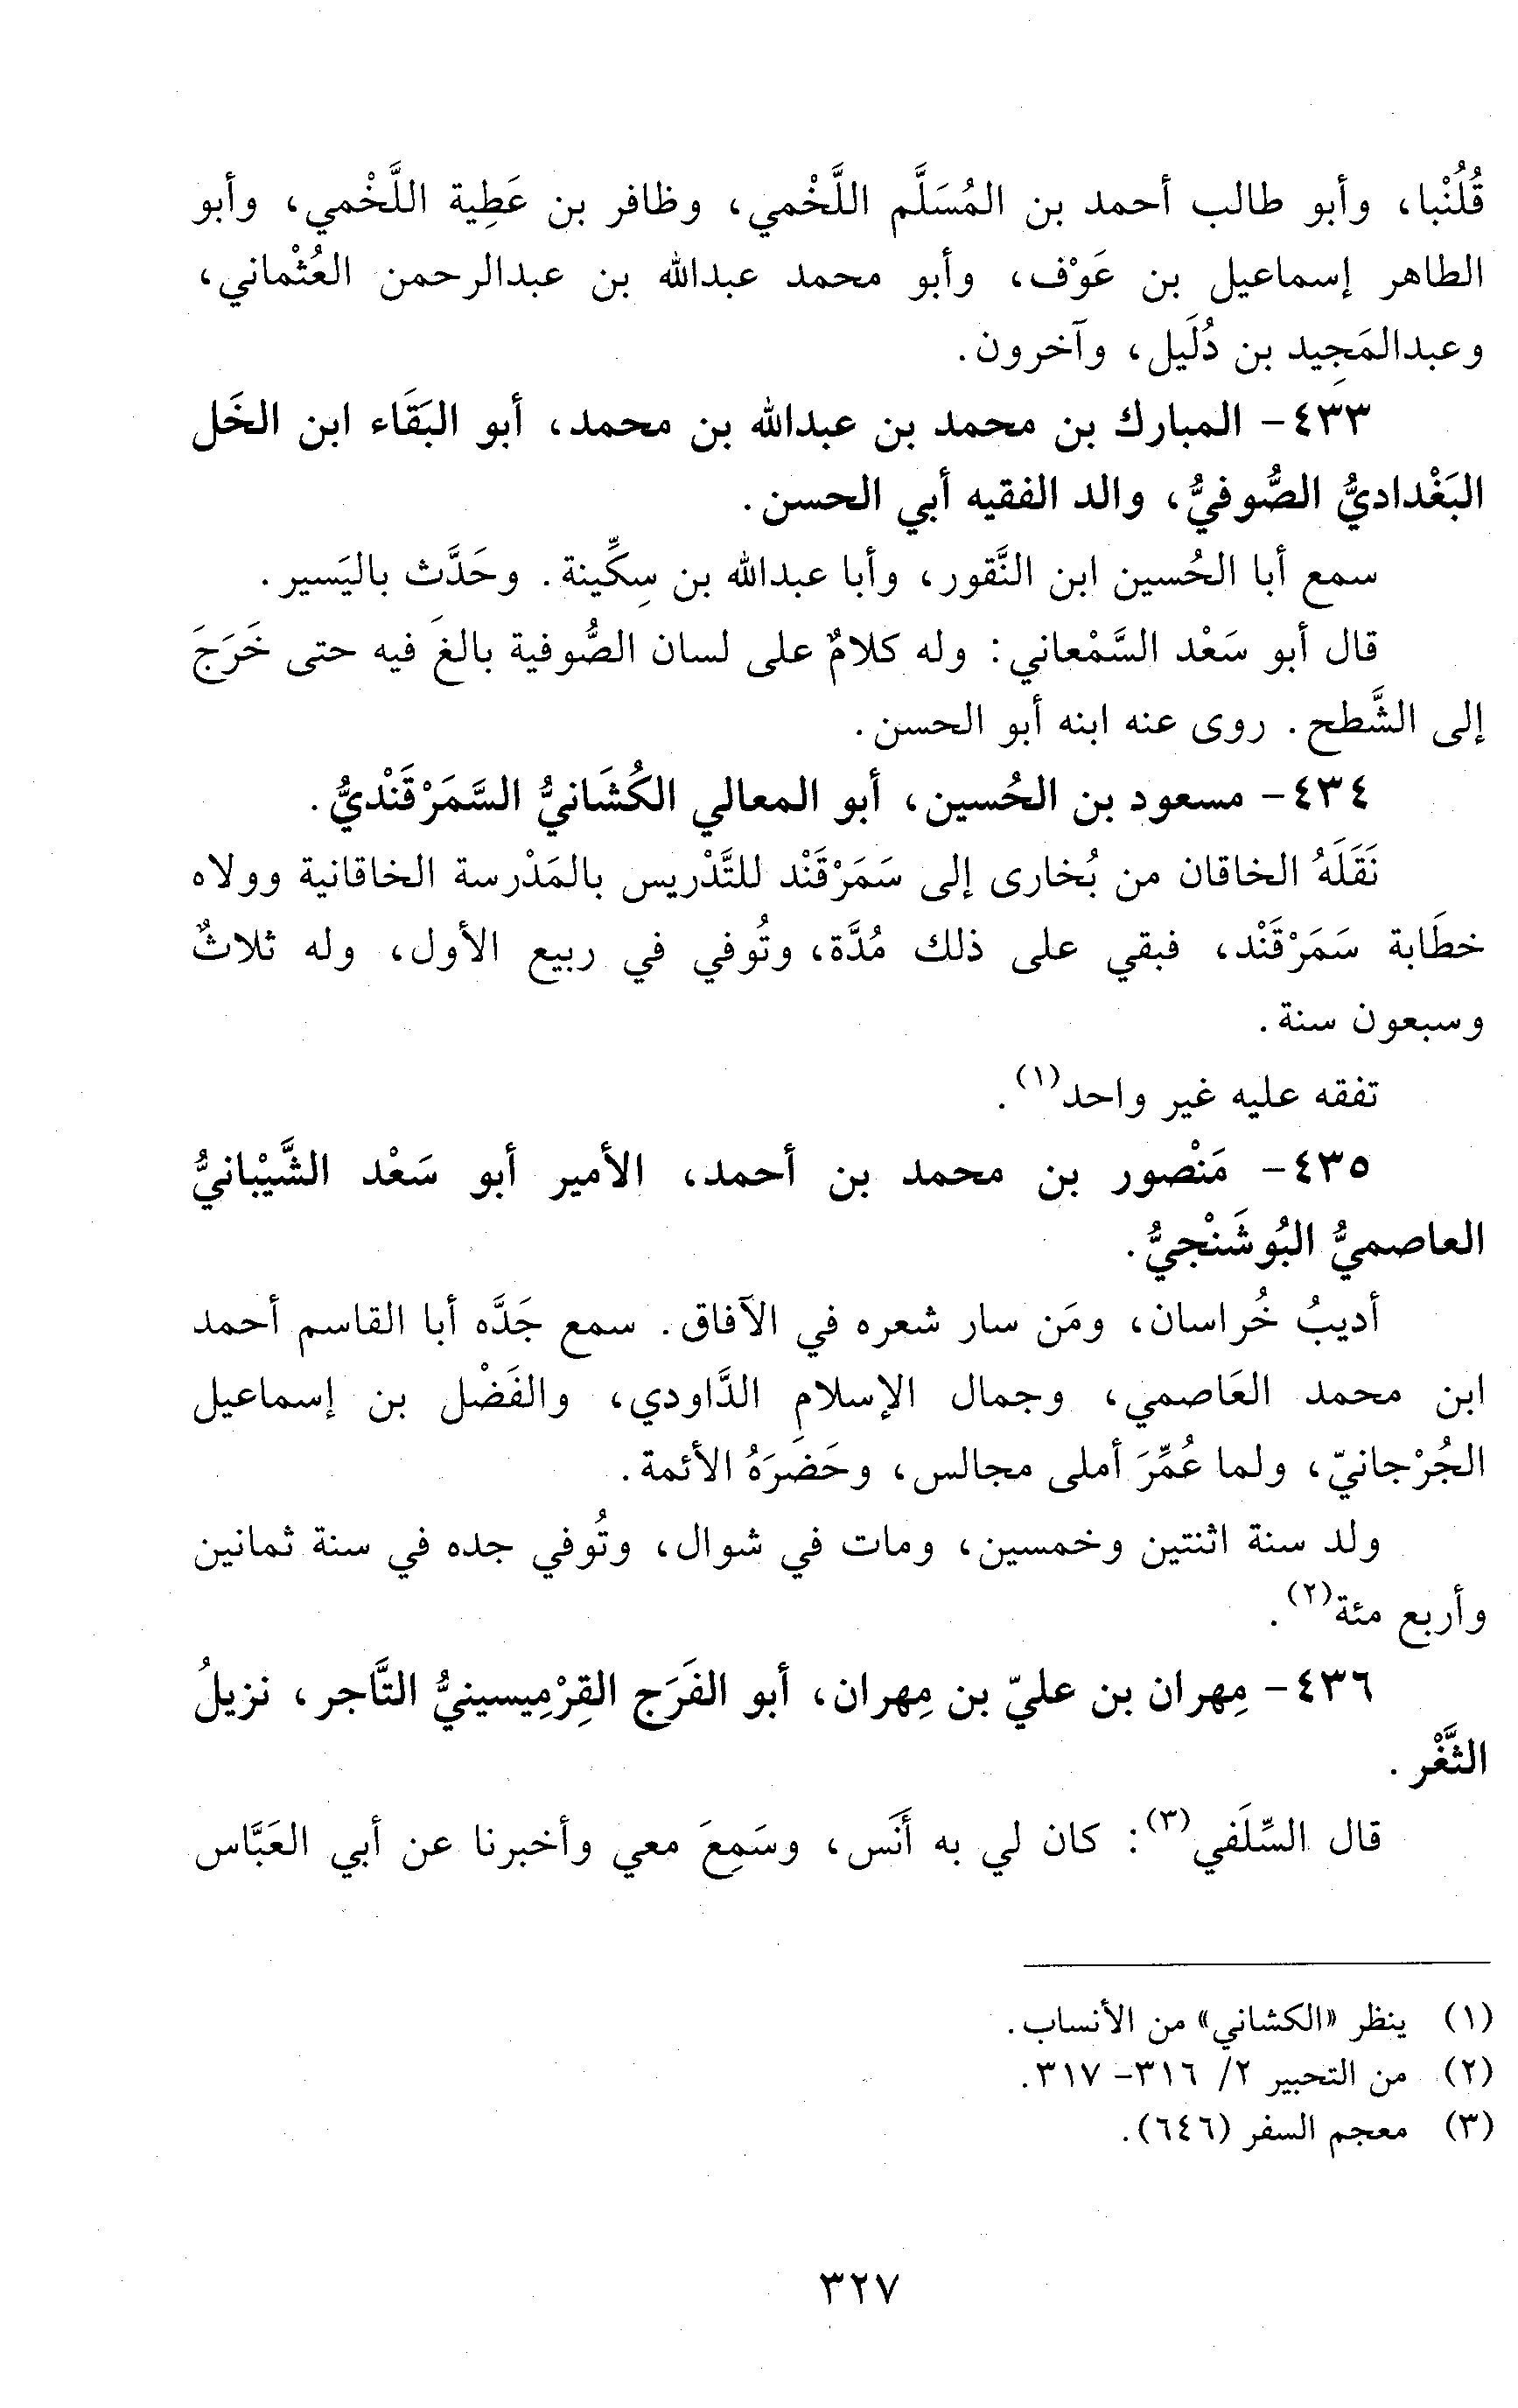 قُلُنْبا، وأبو طالب أحمد بن المُسَلَّم اللَّخْمي، وظافر بن عَطِية اللَّخْمي، وأبو
الطاهر إسماعيل بن عَوْف، وأبو محمد عبدالله بن عبدالرحمن العُثْماني،
وعبدالمَجِيد بن دُلَيل، وآخرون.
٤٣٣- المبارك بن محمد بن عبدالله بن محمد، أبو البَقَاء ابن الخَل
البَغْداديُّ الصُّوفيُّ، والد الفقيه أبي الحسن.
سمع أبا الحُسين ابن النَّقور، وأبا عبدالله بن سِكِّينة. وحَدَّث باليَسير.
قال أبو سَعْد السَّمْعاني: وله كلامٌ على لسان الصُّوفية بالغَ فيه حتى خَرَجَ
إلى الشَّطح. روى عنه ابنه أبو الحسن.
٤٣٤- مسعود بن الحُسين، أبو المعالي الكُشَانيُّ السَّمَرْقَنْديُّ.
نَقَلَهُ الخاقان من بُخارى إلى سَمَرْقَنْد للتَّدْريس بالمَدْرسة الخاقانية وولاه
خطَابة سَمَرْقَنْد، فبقي على ذلك مُدَّة، وتُوفي في ربيع الأول، وله ثلاثٌ
وسبعون سنة.
تفقه عليه غير واحد(١).
٤٣٥- مَنْصور بن محمد بن أحمد، الأمير أبو سَعْد الشَّيْبانيُّ
العاصميُّ البُوشَنْجيُّ.
أديبُ خُراسان، ومَن سار شعره في الآفاق. سمع جَدَّه أبا القاسم أحمد
ابن محمد العَاصمي، وجمال الإسلامِ الدَّاودي، والفَضْل بن إسماعيل
الجُرْجانيّ، ولما عُمِّرَ أملى مجالس، وحَضَرَهُ الأئمة.
ولد سنة اثنتين وخمسين، ومات في شوال، وتُوفي جده في سنة ثمانين
وأربع مئة(٢).
٤٣٦- مِهران بن عليّ بن مِهران، أبو الفَرَج القِرْمِيسينيُّ التَّاجر، نزيلُ
الثَّغْر.
قال السِّلَفي(٣): كان لي به أَنَس، وسَمِعَ معي وأخبرنا عن أبي العَبَّاس
(١) ينظر «الكشاني» من الأنساب.
(٢) من التحبير ٢/ ٣١٦- ٣١٧.
(٣) معجم السفر (٦٤٦).
٣٢٧